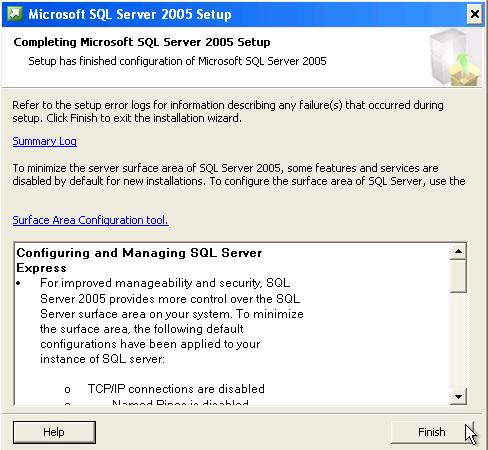 Microsoft SQL Server 2005 Setup
Completing Microsoft SQL Server 2005 Setup
Setup has finished configuration of Microsoft SQL Server 2005
Refer to the setup error logs for information describing any failure(s) that occurred during
setup. Click Finish to exit the installation wizard.
Summary Log
To minimize the server surface area of SQL Server 2005, some features and services are
disabled by default for new installations. To configure the surface area of SQL Server, use the
Surface Area Configuration tool.
Configuring and Managing SQL Server
Express
• For improved manageability and security, SQL
Server 2005 provides more control over the SQL
Server surface area on your system. To minimize
the surface area, the following default
configurations have been applied to your
instance of SQL server:
o TCP/IP connections are disabled
o Named Pipes is disabled
Help
Finish